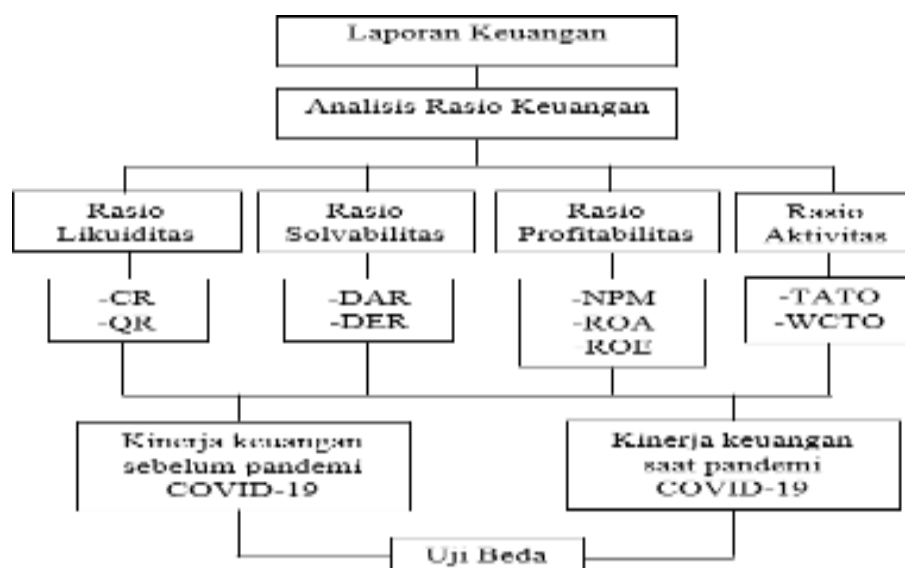 Laporan Keuangan
Analisis Rasio Keuangan
Rasio
Likuiditas
Rasio
Solvabilitas
Rasio
Profitabilitas
Rasio
Aktivitas
-CR
-QR
-DAR
-DER
-NPM
-ROA
-ROE
-TATO
-WCTO
Kinerja keuangan
sebelum pandemi
COVID-19
Kinerja keuangan
saat pandemi
COVID-19
Uji Beda